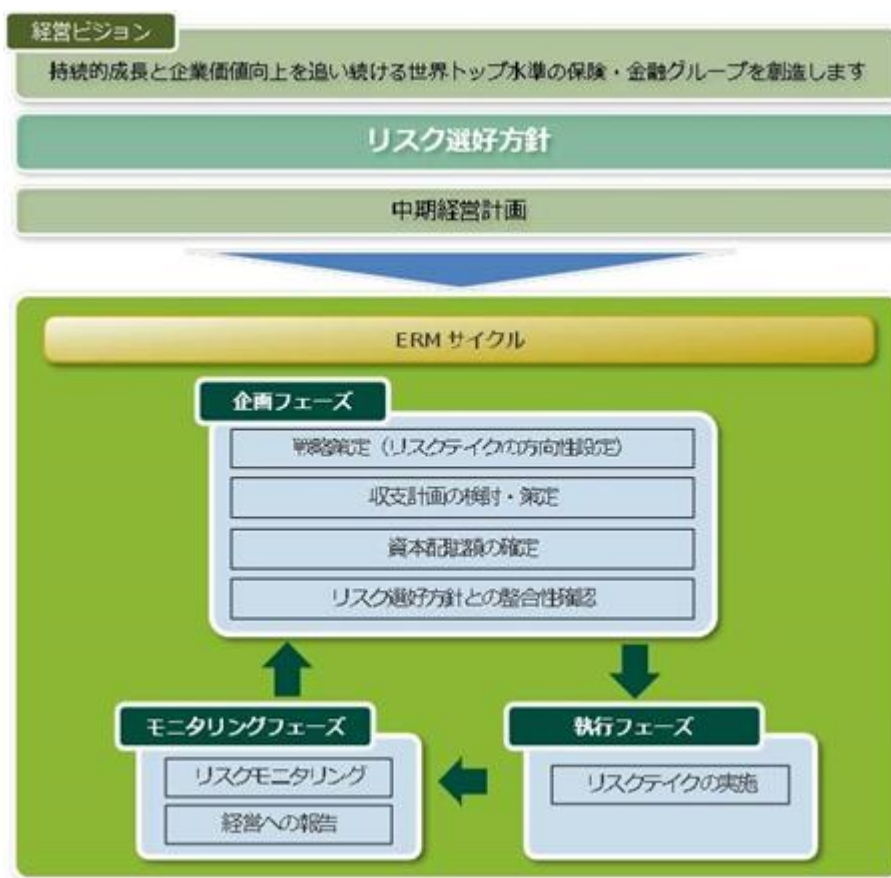 経営ビジョン
持続的成長と企業価値向上を追い続ける世界トップ水準の保険・金融グループを創造します
リスク選好方針
中期経営計画
ERM サイクル
企画フェーズ
戦略策定（リスクテイクの方向性設定）
収支計画の検討・策定
資本配賦額の確定
リスク選好方針との整合性確認
モニタリングフェーズ
リスクモニタリング
経営への報告
執行フェーズ
リスクテイクの実施